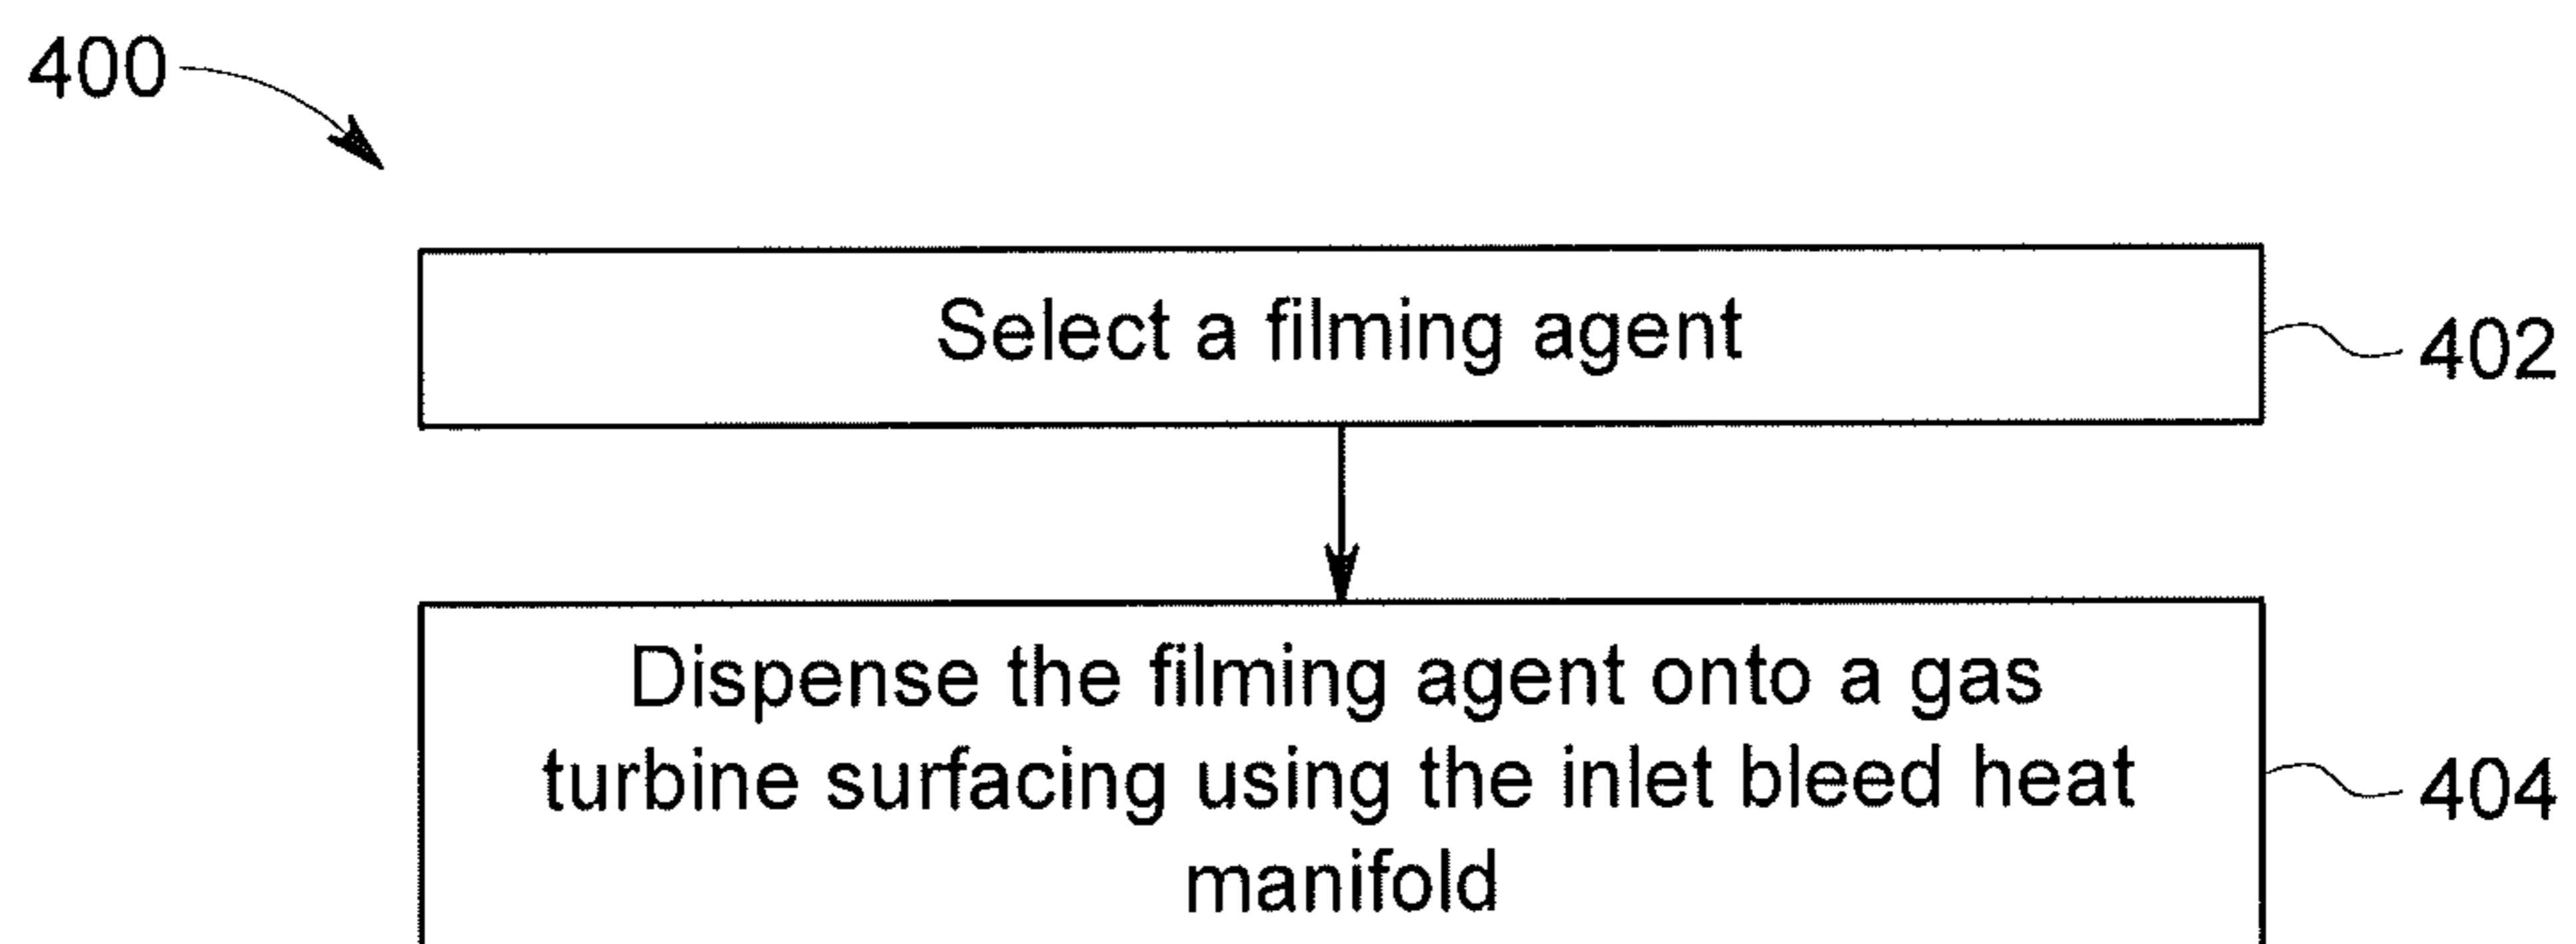 400
Select a filming agent
402
Dispense the filming agent onto a gas
turbine surfacing using the inlet bleed heat
manifold
404